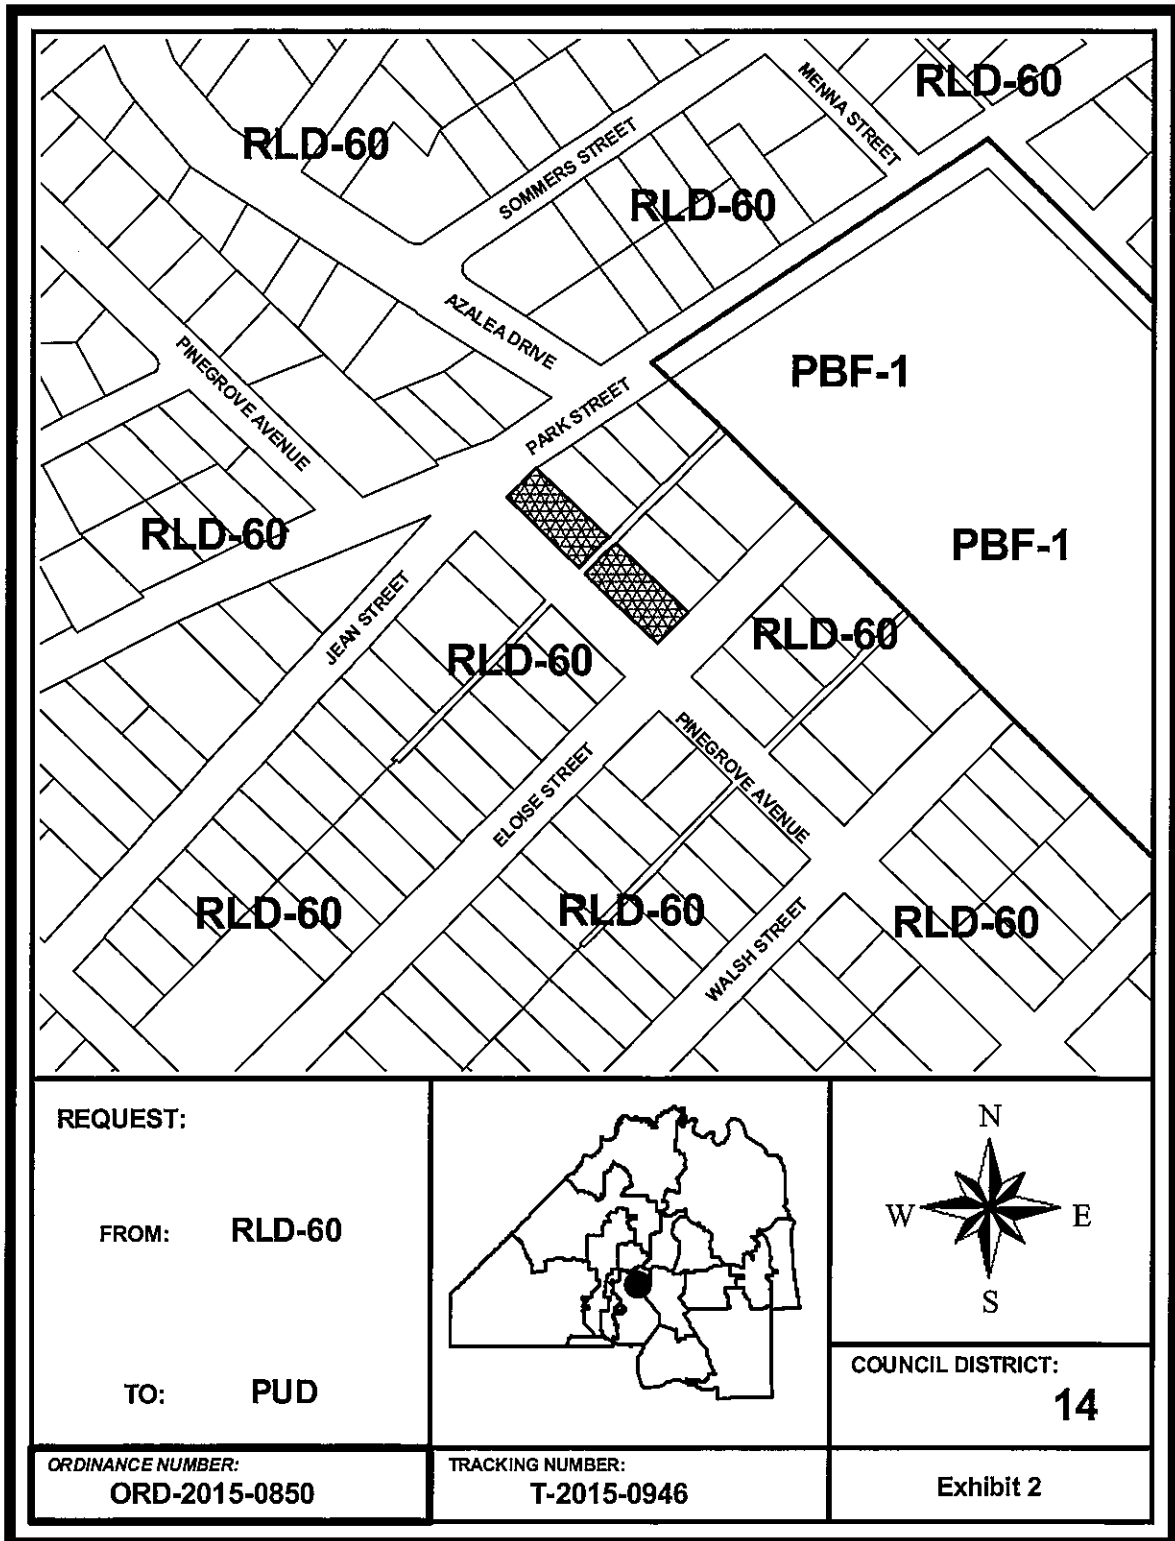 RLD-60
MENNA STREET
RLD-60
SOMMERS STREET
RLD-60
AZALEA DRIVE
PINEGROVE AVENUE
PARK STREET
PBF-1
RLD-60
PBF-1
JEAN STREET
RLD-60
RLD-60
PINEGROVE AVENUE
ELOISE STREET
RLD-60
RLD-60
WALSH STREET
RLD-60
REQUEST:
FROM: RLD-60
TO: PUD
N
W E
S
COUNCIL DISTRICT:
14
ORDINANCE NUMBER:
ORD-2015-0850
TRACKING NUMBER:
T-2015-0946
Exhibit 2